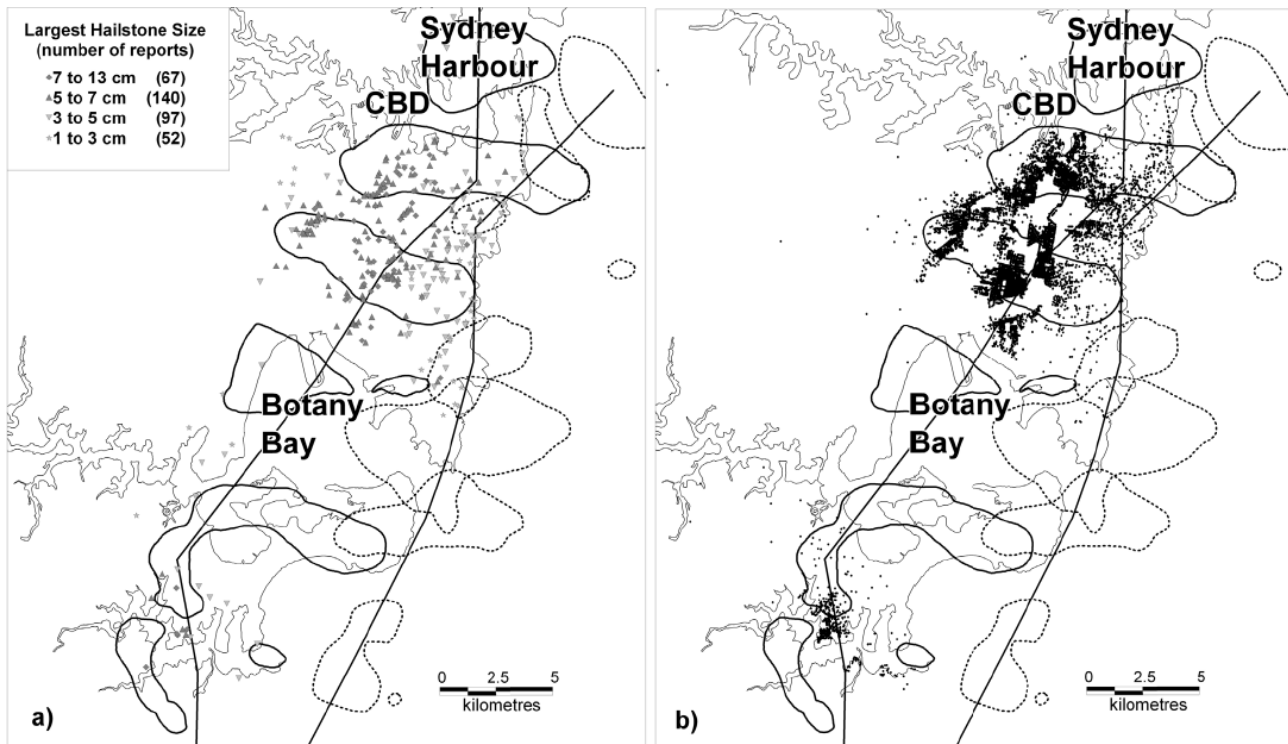 Largest Hailstone Size
(number of reports)
7 to 13 cm (67)
5 to 7 cm (140)
3 to 5 cm (97)
1 to 3 cm (52)
Sydney
Harbour
CBD
Botany
Bay
0 2.5 5
kilometres
a)
Sydney
Harbour
CBD
Botany
Bay
0 2.5 5
kilometres
b)